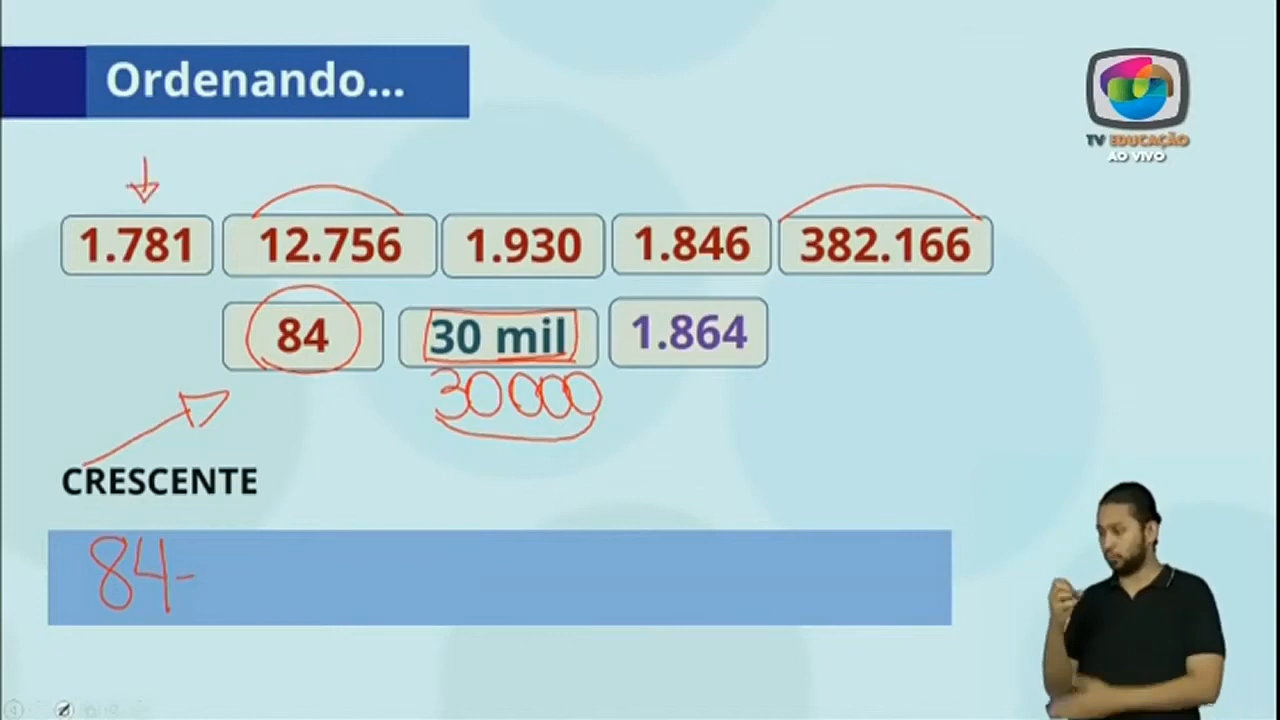 Ordenando...
TV EDUCAÇÃO
AO VIVO
1.781 12.756 1.930 1.846 382.166
84 30 mil 1.864
30000
CRESCENTE
84-